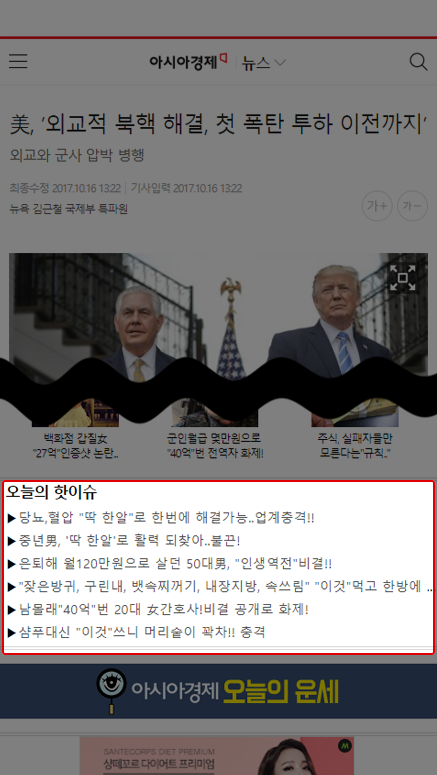 아시아경제 뉴스
美, '외교적 북핵 해결, 첫 폭탄 투하 이전까지'
외교와 군사 압박 병행
최종수정 2017.10.16 13:22 기사입력 2017.10.16 13:22
뉴욕 김근철 국제부 특파원
가+ 가-
백화점 갑질女 군인월급 몇만원으로 주식, 실패자들만
"27억"인증샷 논란.. "40억"번 전역자 화제! 모른다는"규칙.."
오늘의 핫이슈
▶당뇨,혈압 "딱 한알"로 한번에 해결가능..업계충격!!
▶중년男, '딱 한알'로 활력 되찾아..불끈!
▶은퇴해 월120만원으로 살던 50대男, "인생역전"비결!!
▶"잦은방귀, 구린내, 뱃속찌꺼기, 내장지방, 속쓰림" "이것"먹고 한방에 ..
▶남몰래"40억"번 20대 女간호사!비결 공개로 화제!
▶샴푸대신 "이것"쓰니 머리숱이 꽉차!! 충격
아시아경제 오늘의 운세
SANTECORPS DIET PREMIUM
상떼꼬르 다이어트 프리미엄